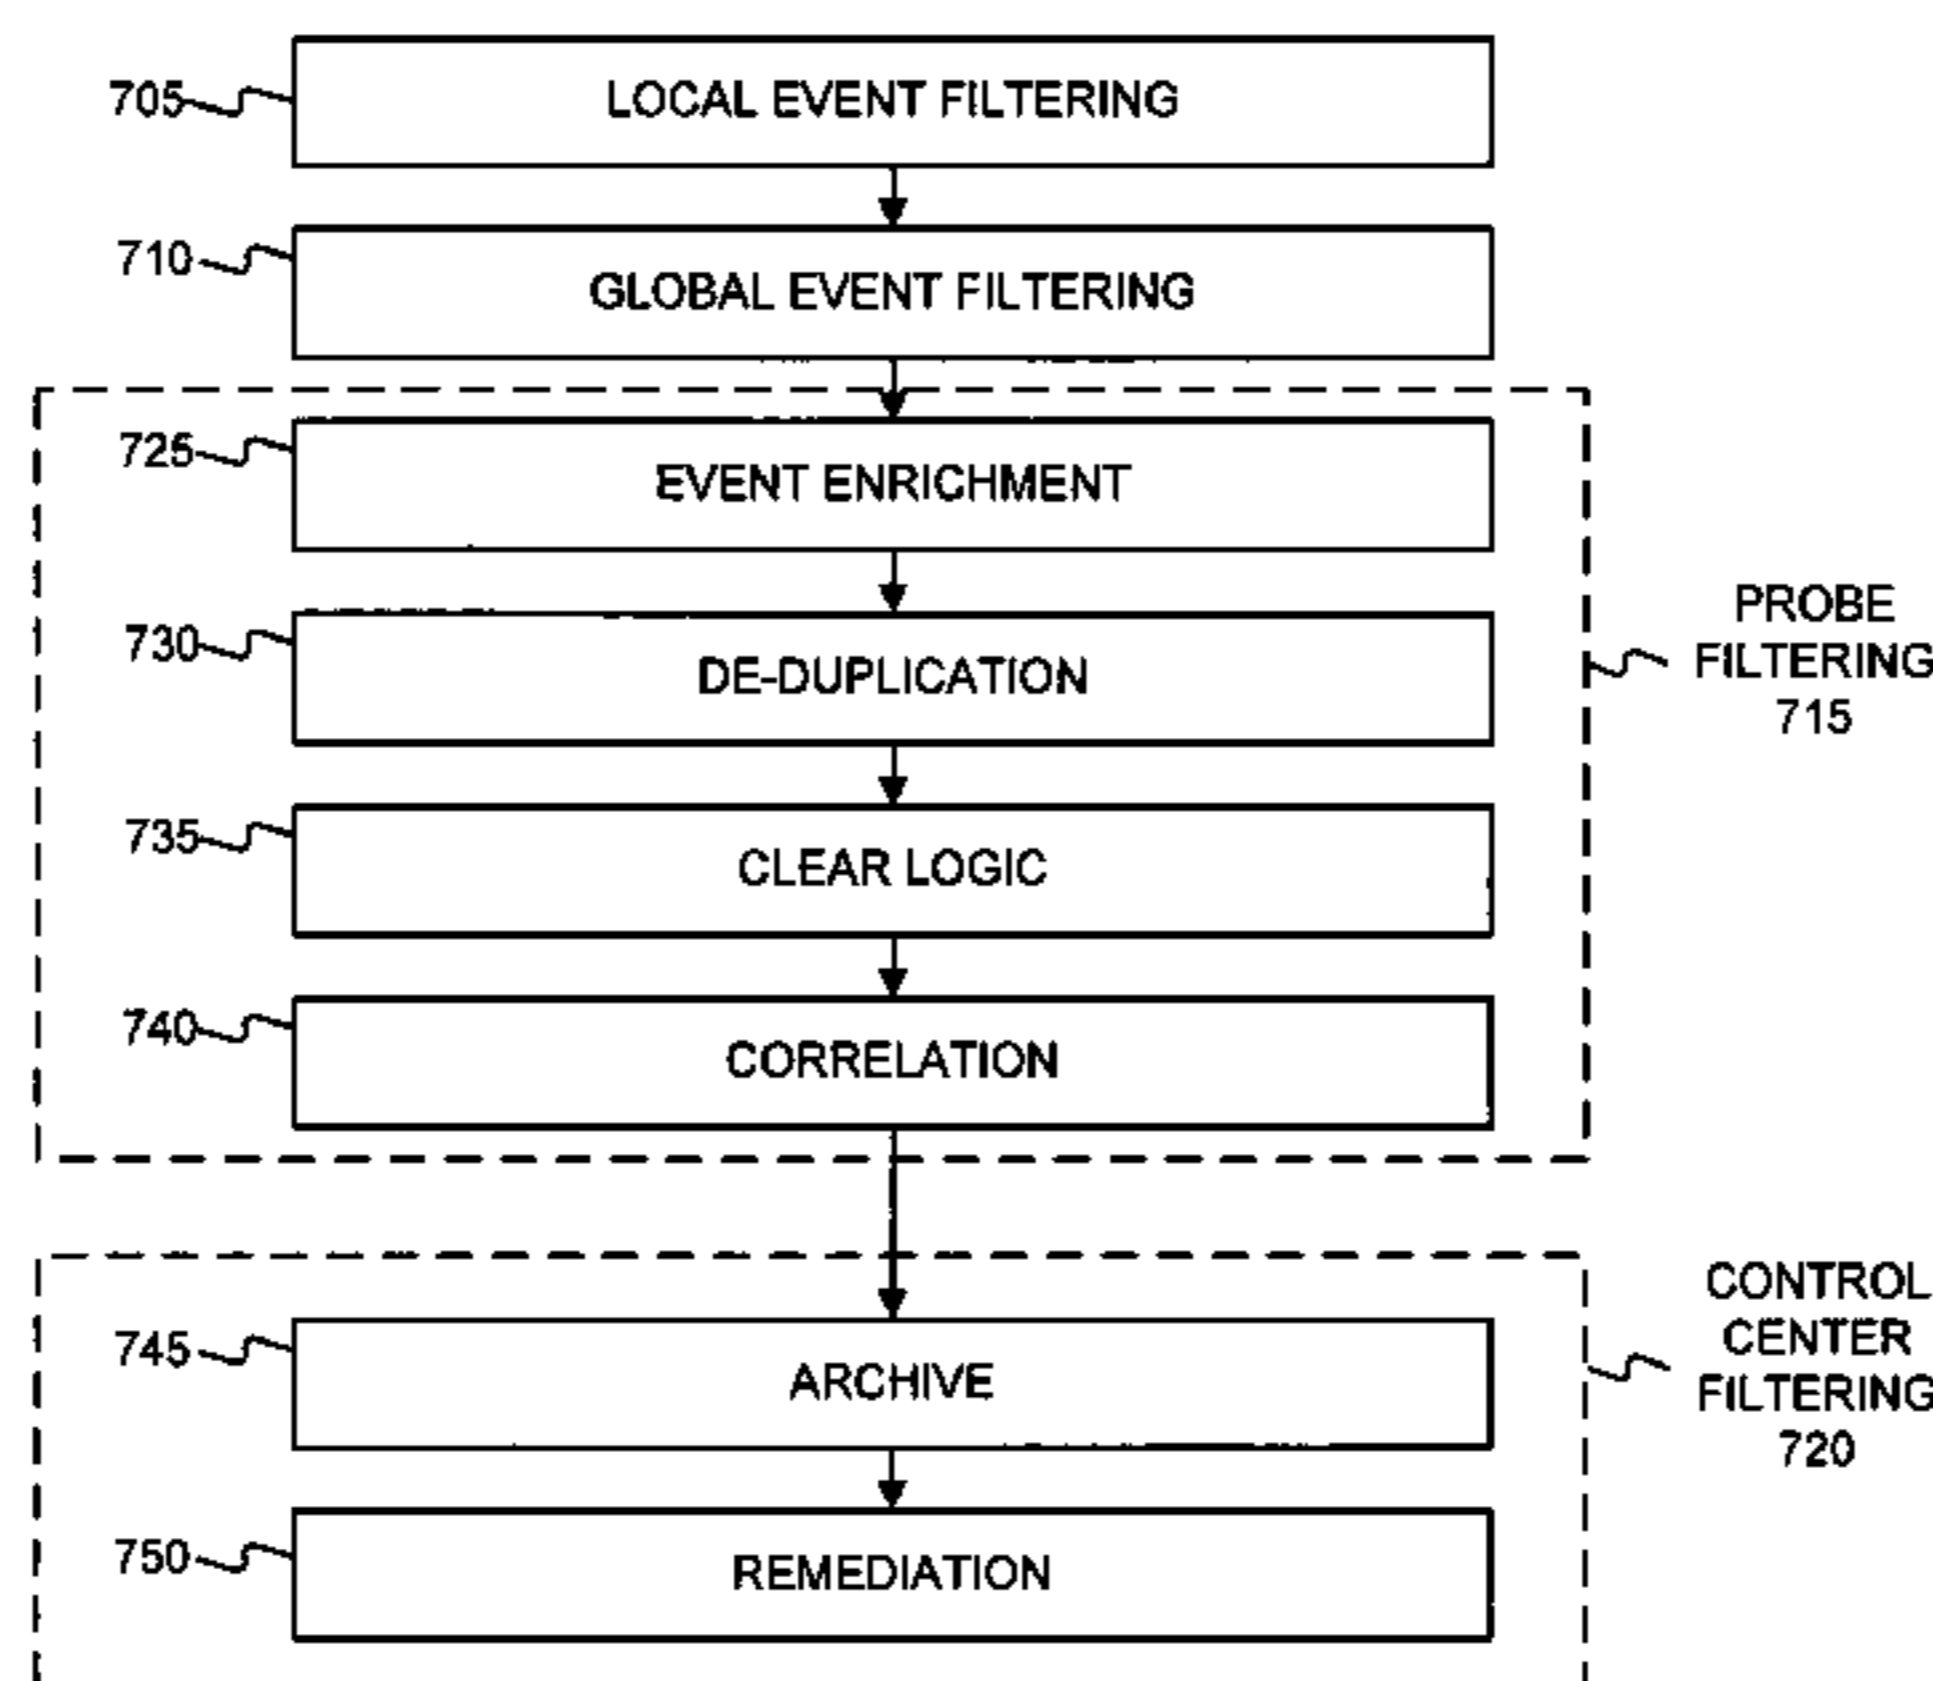 705
LOCAL EVENT FILTERING
710
GLOBAL EVENT FILTERING
725
EVENT ENRICHMENT
730
DE-DUPLICATION
PROBE
FILTERING
715
735
CLEAR LOGIC
740
CORRELATION
745
ARCHIVE
CONTROL
CENTER
FILTERING
720
750
REMEDIATION